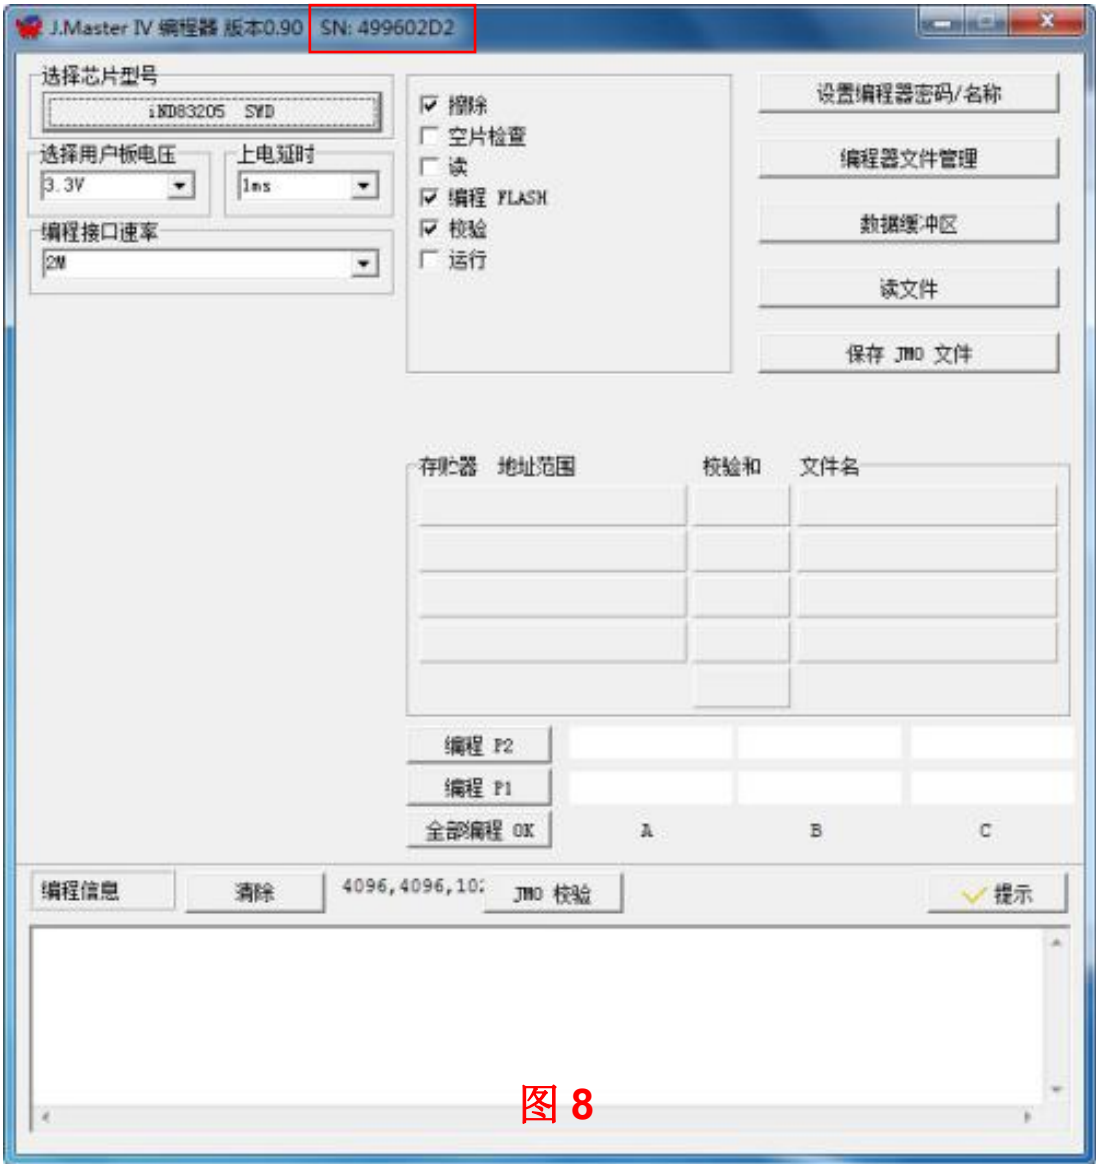 J.Master IV 编程器 版本0.90 SN: 499602D2
选择芯片型号
iND83205 SWD
选择用户板电压
上电延时
3.3V
1ms
编程接口速率
2M
擦除
空片检查
读
编程 FLASH
校验
运行
设置编程器密码/名称
编程器文件管理
数据缓冲区
读文件
保存 JMO 文件
存贮器 地址范围 校验和 文件名
编程 P2
编程 P1
全部编程 OK A B C
编程信息 清除 4096,4096,102 JMO 校验 提示
图 8